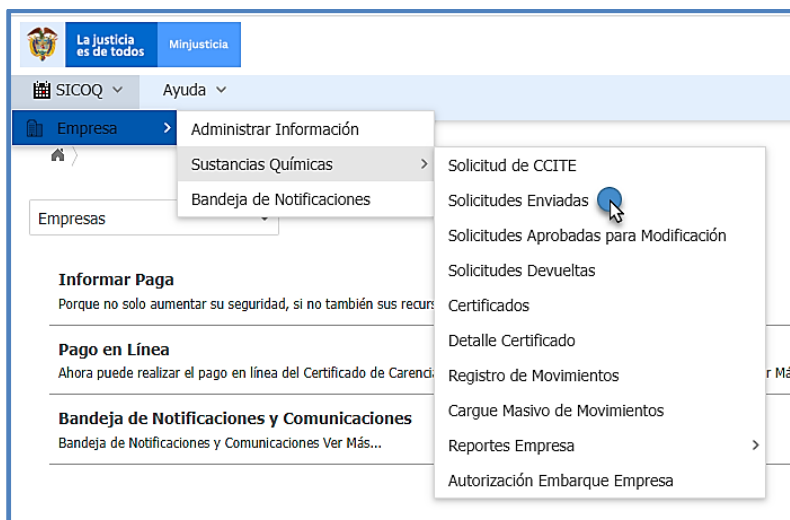 La justicia
es de todos
Minjusticia
SICOQ
Ayuda
Empresa
Administrar Información
Sustancias Químicas
Bandeja de Notificaciones
Solicitud de CCITE
Solicitudes Enviadas
Solicitudes Aprobadas para Modificación
Solicitudes Devueltas
Certificados
Detalle Certificado
Registro de Movimientos
Cargue Masivo de Movimientos
Reportes Empresa
Autorización Embarque Empresa
Empresas
Informar Paga
Porque no solo aumentar su seguridad, si no también sus recurs
Pago en Línea
Ahora puede realizar el pago en línea del Certificado de Carenci
r Má
Bandeja de Notificaciones y Comunicaciones
Bandeja de Notificaciones y Comunicaciones Ver Más...